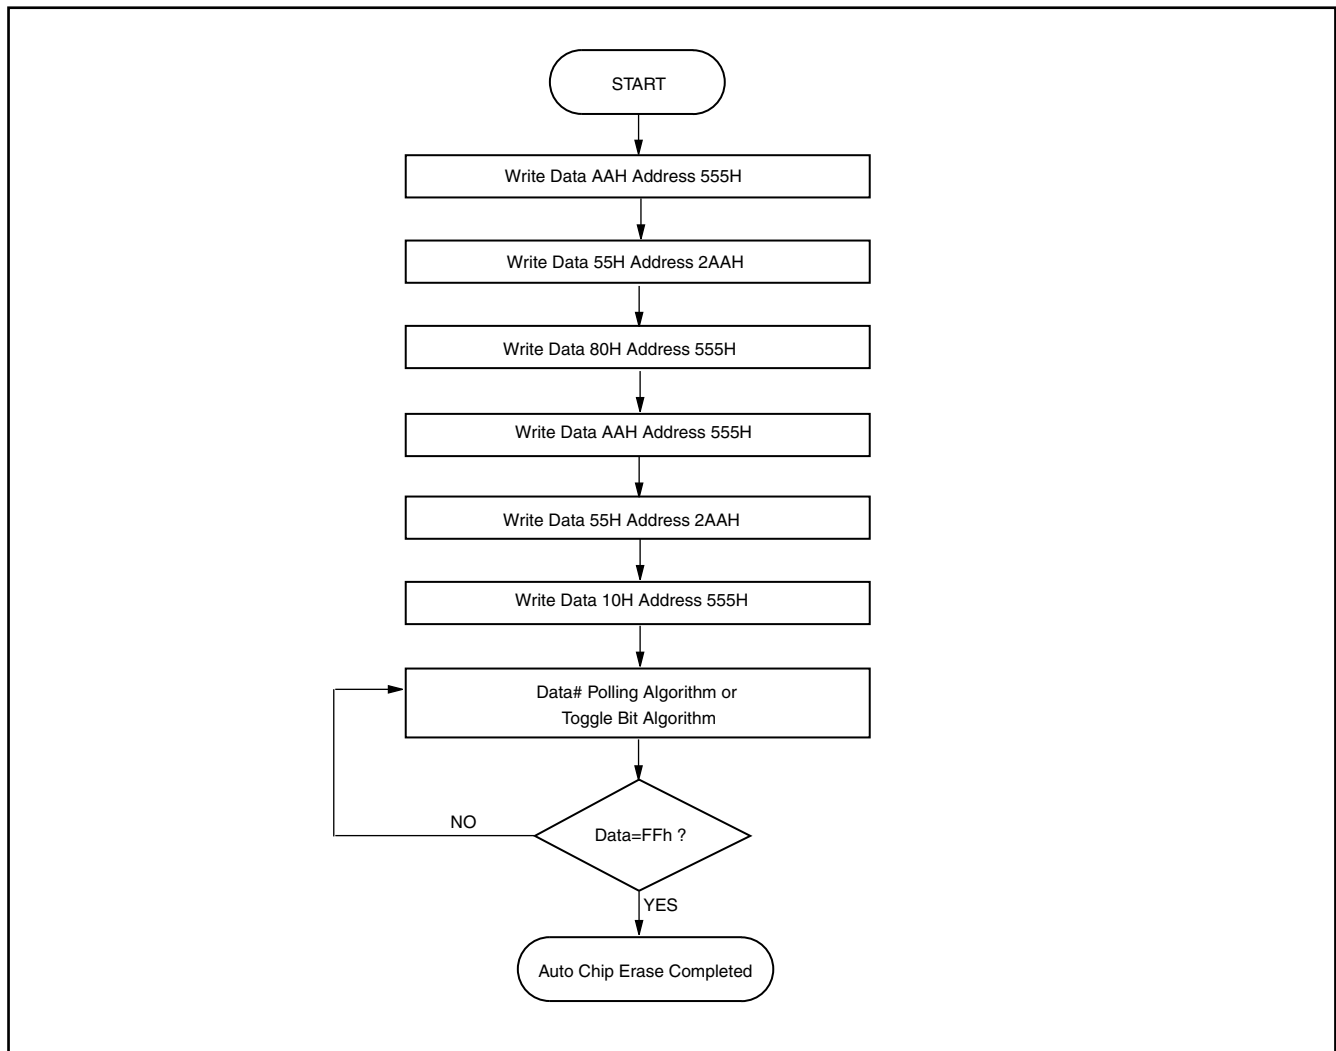 START
Write Data AAH Address 555H
Write Data 55H Address 2AAH
Write Data 80H Address 555H
Write Data AAH Address 555H
Write Data 55H Address 2AAH
Write Data 10H Address 555H
Data# Polling Algorithm or
Toggle Bit Algorithm
NO
Data=FFh ?
YES
Auto Chip Erase Completed